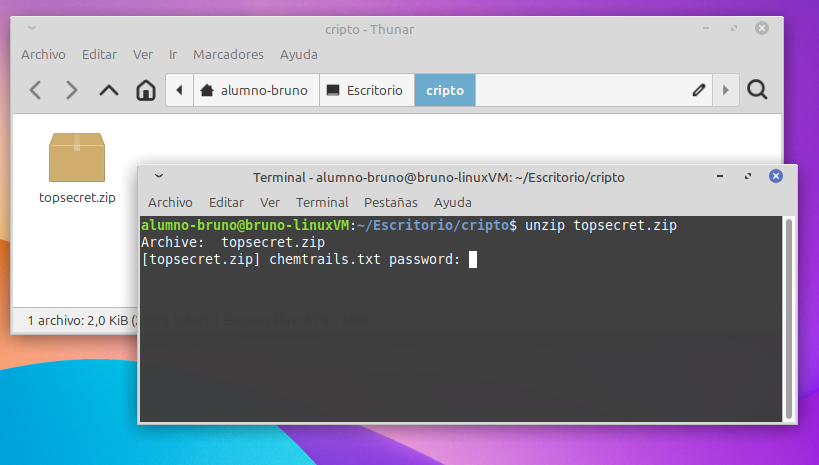 cripto - Thunar
Archivo Editar Ver Ir Marcadores Ayuda
alumno-bruno Escritorio cripto
topsecret.zip
1 archivo: 2,0 KiB
Terminal - alumno-bruno@bruno-linuxVM: ~/Escritorio/cripto
Archivo Editar Ver Terminal Pestañas Ayuda
alumno-bruno@bruno-linuxVM:~/Escritorio/cripto$ unzip topsecret.zip
Archive:  topsecret.zip
[topsecret.zip] chemtrails.txt password: